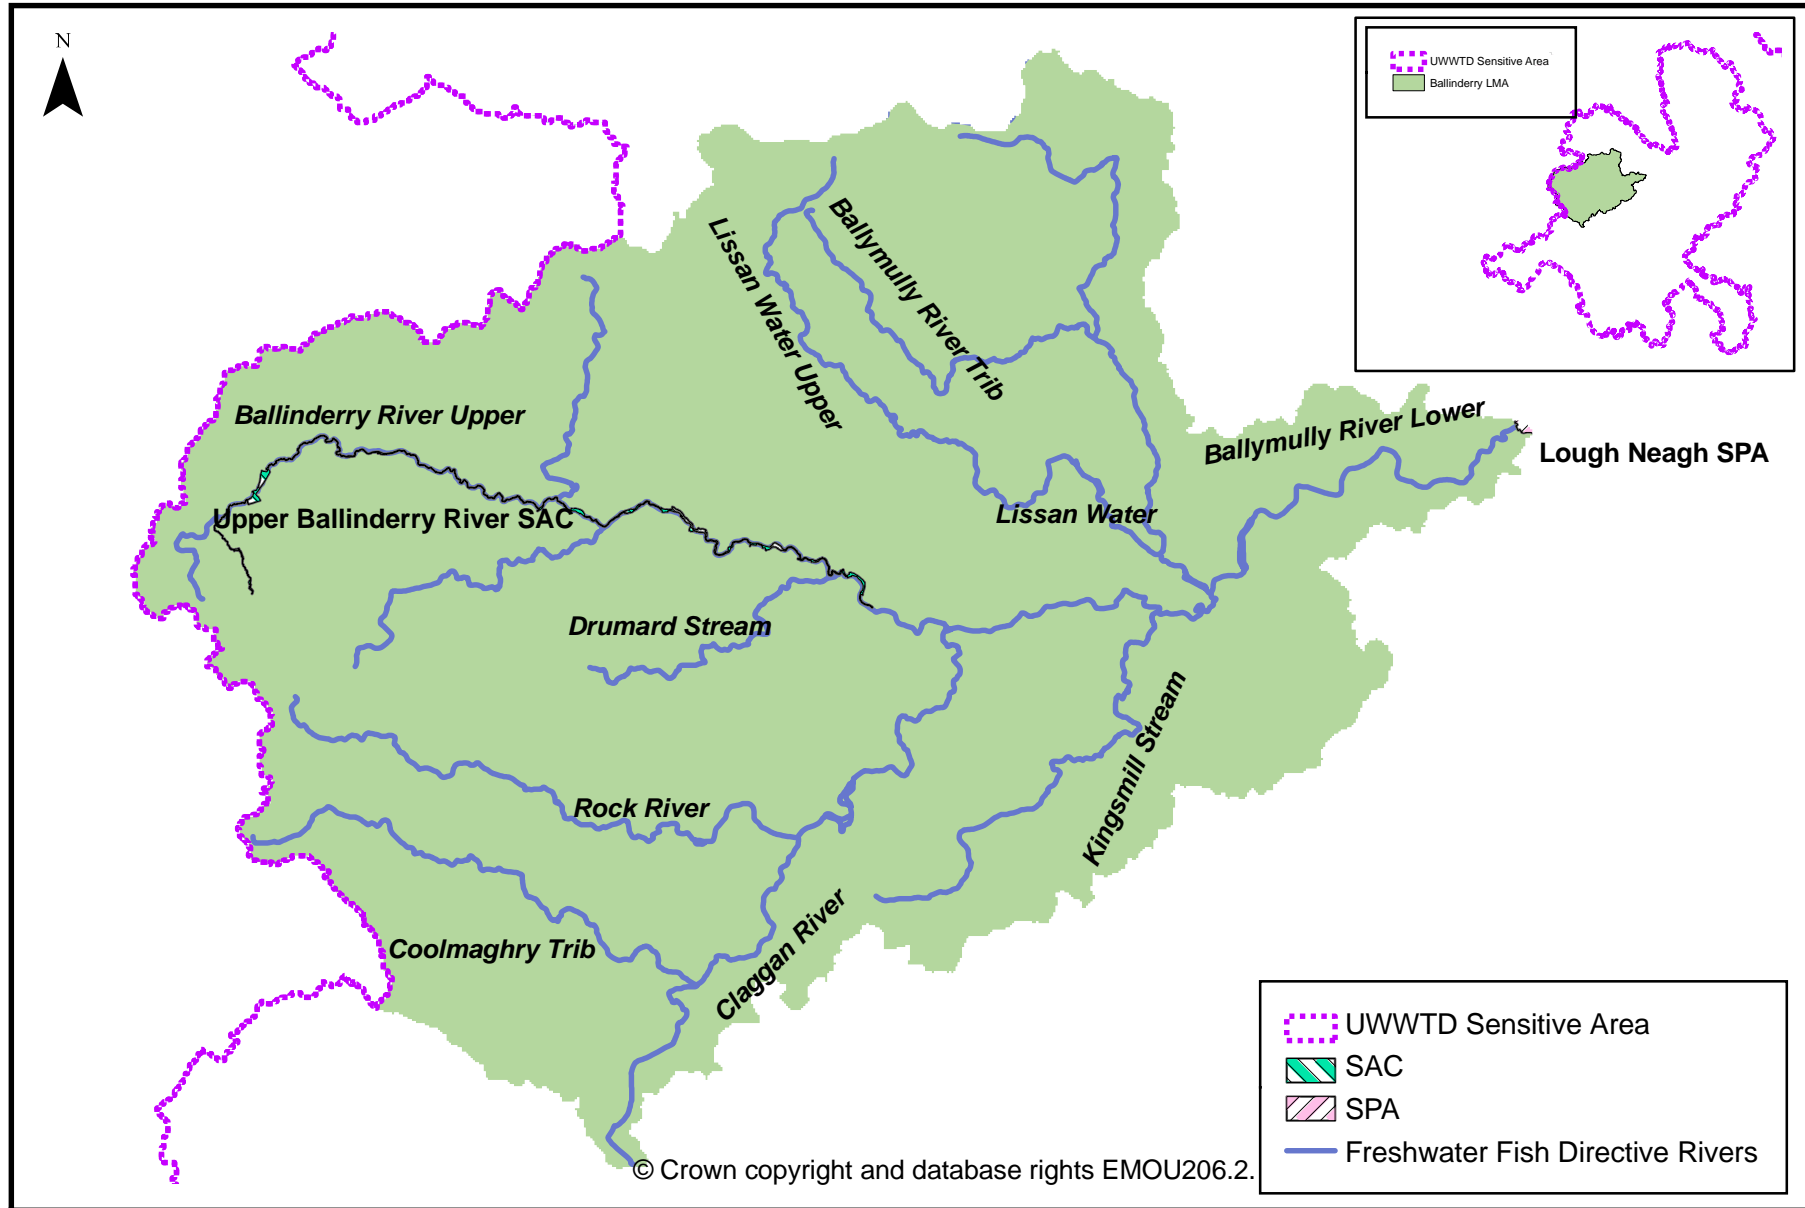 N
UWWTD Sensitive Area
Ballinderry LMA
Lissan Water Upper
Ballymully River Trib
Ballinderry River Upper
Ballymully River Lower
Lough Neagh SPA
Upper Ballinderry River SAC
Lissan Water
Drumard Stream
Kingsmill Stream
Rock River
Coolmaghry Trib
Claggan River
UWWTD Sensitive Area
SAC
SPA
Freshwater Fish Directive Rivers
© Crown copyright and database rights EMOU206.2.